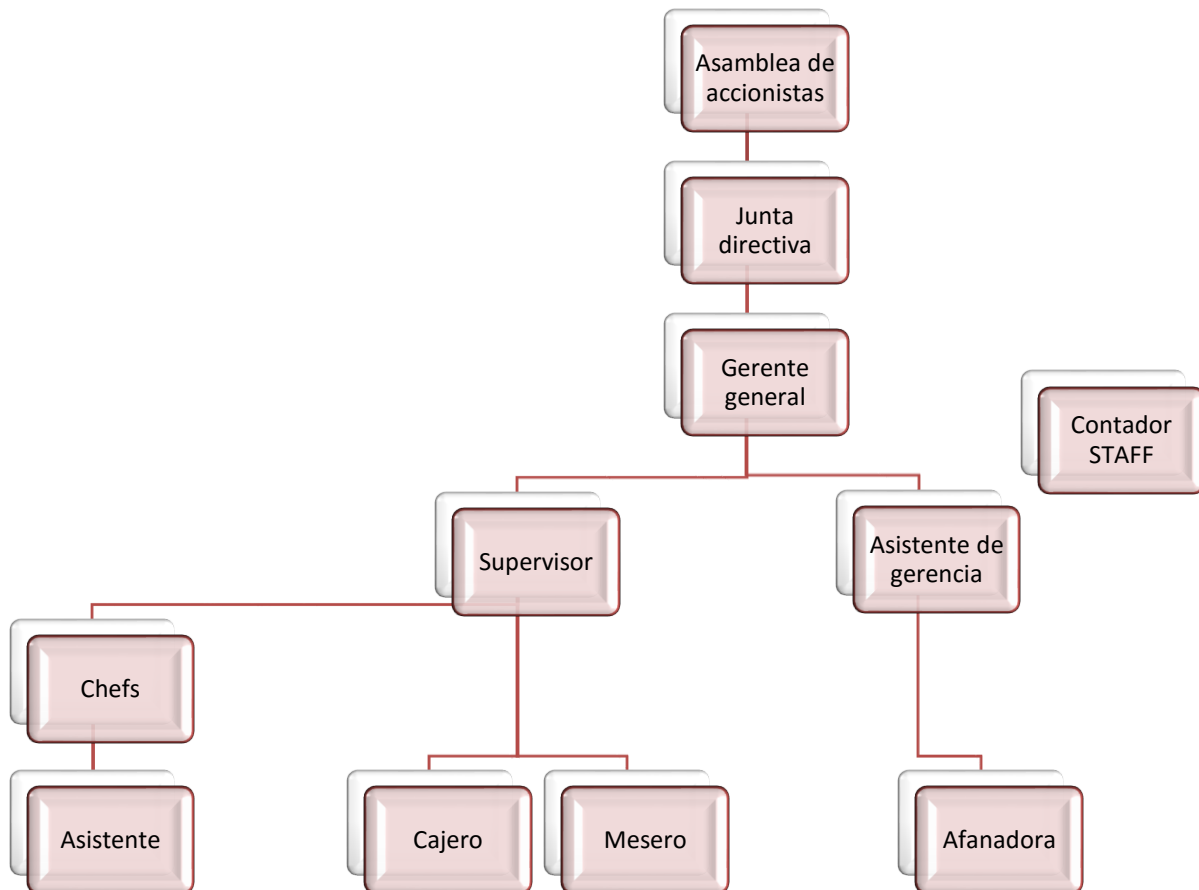 Asamblea de
accionistas
Junta
directiva
Gerente
general
Contador
STAFF
Supervisor
Asistente de
gerencia
Chefs
Asistente
Cajero
Mesero
Afanadora